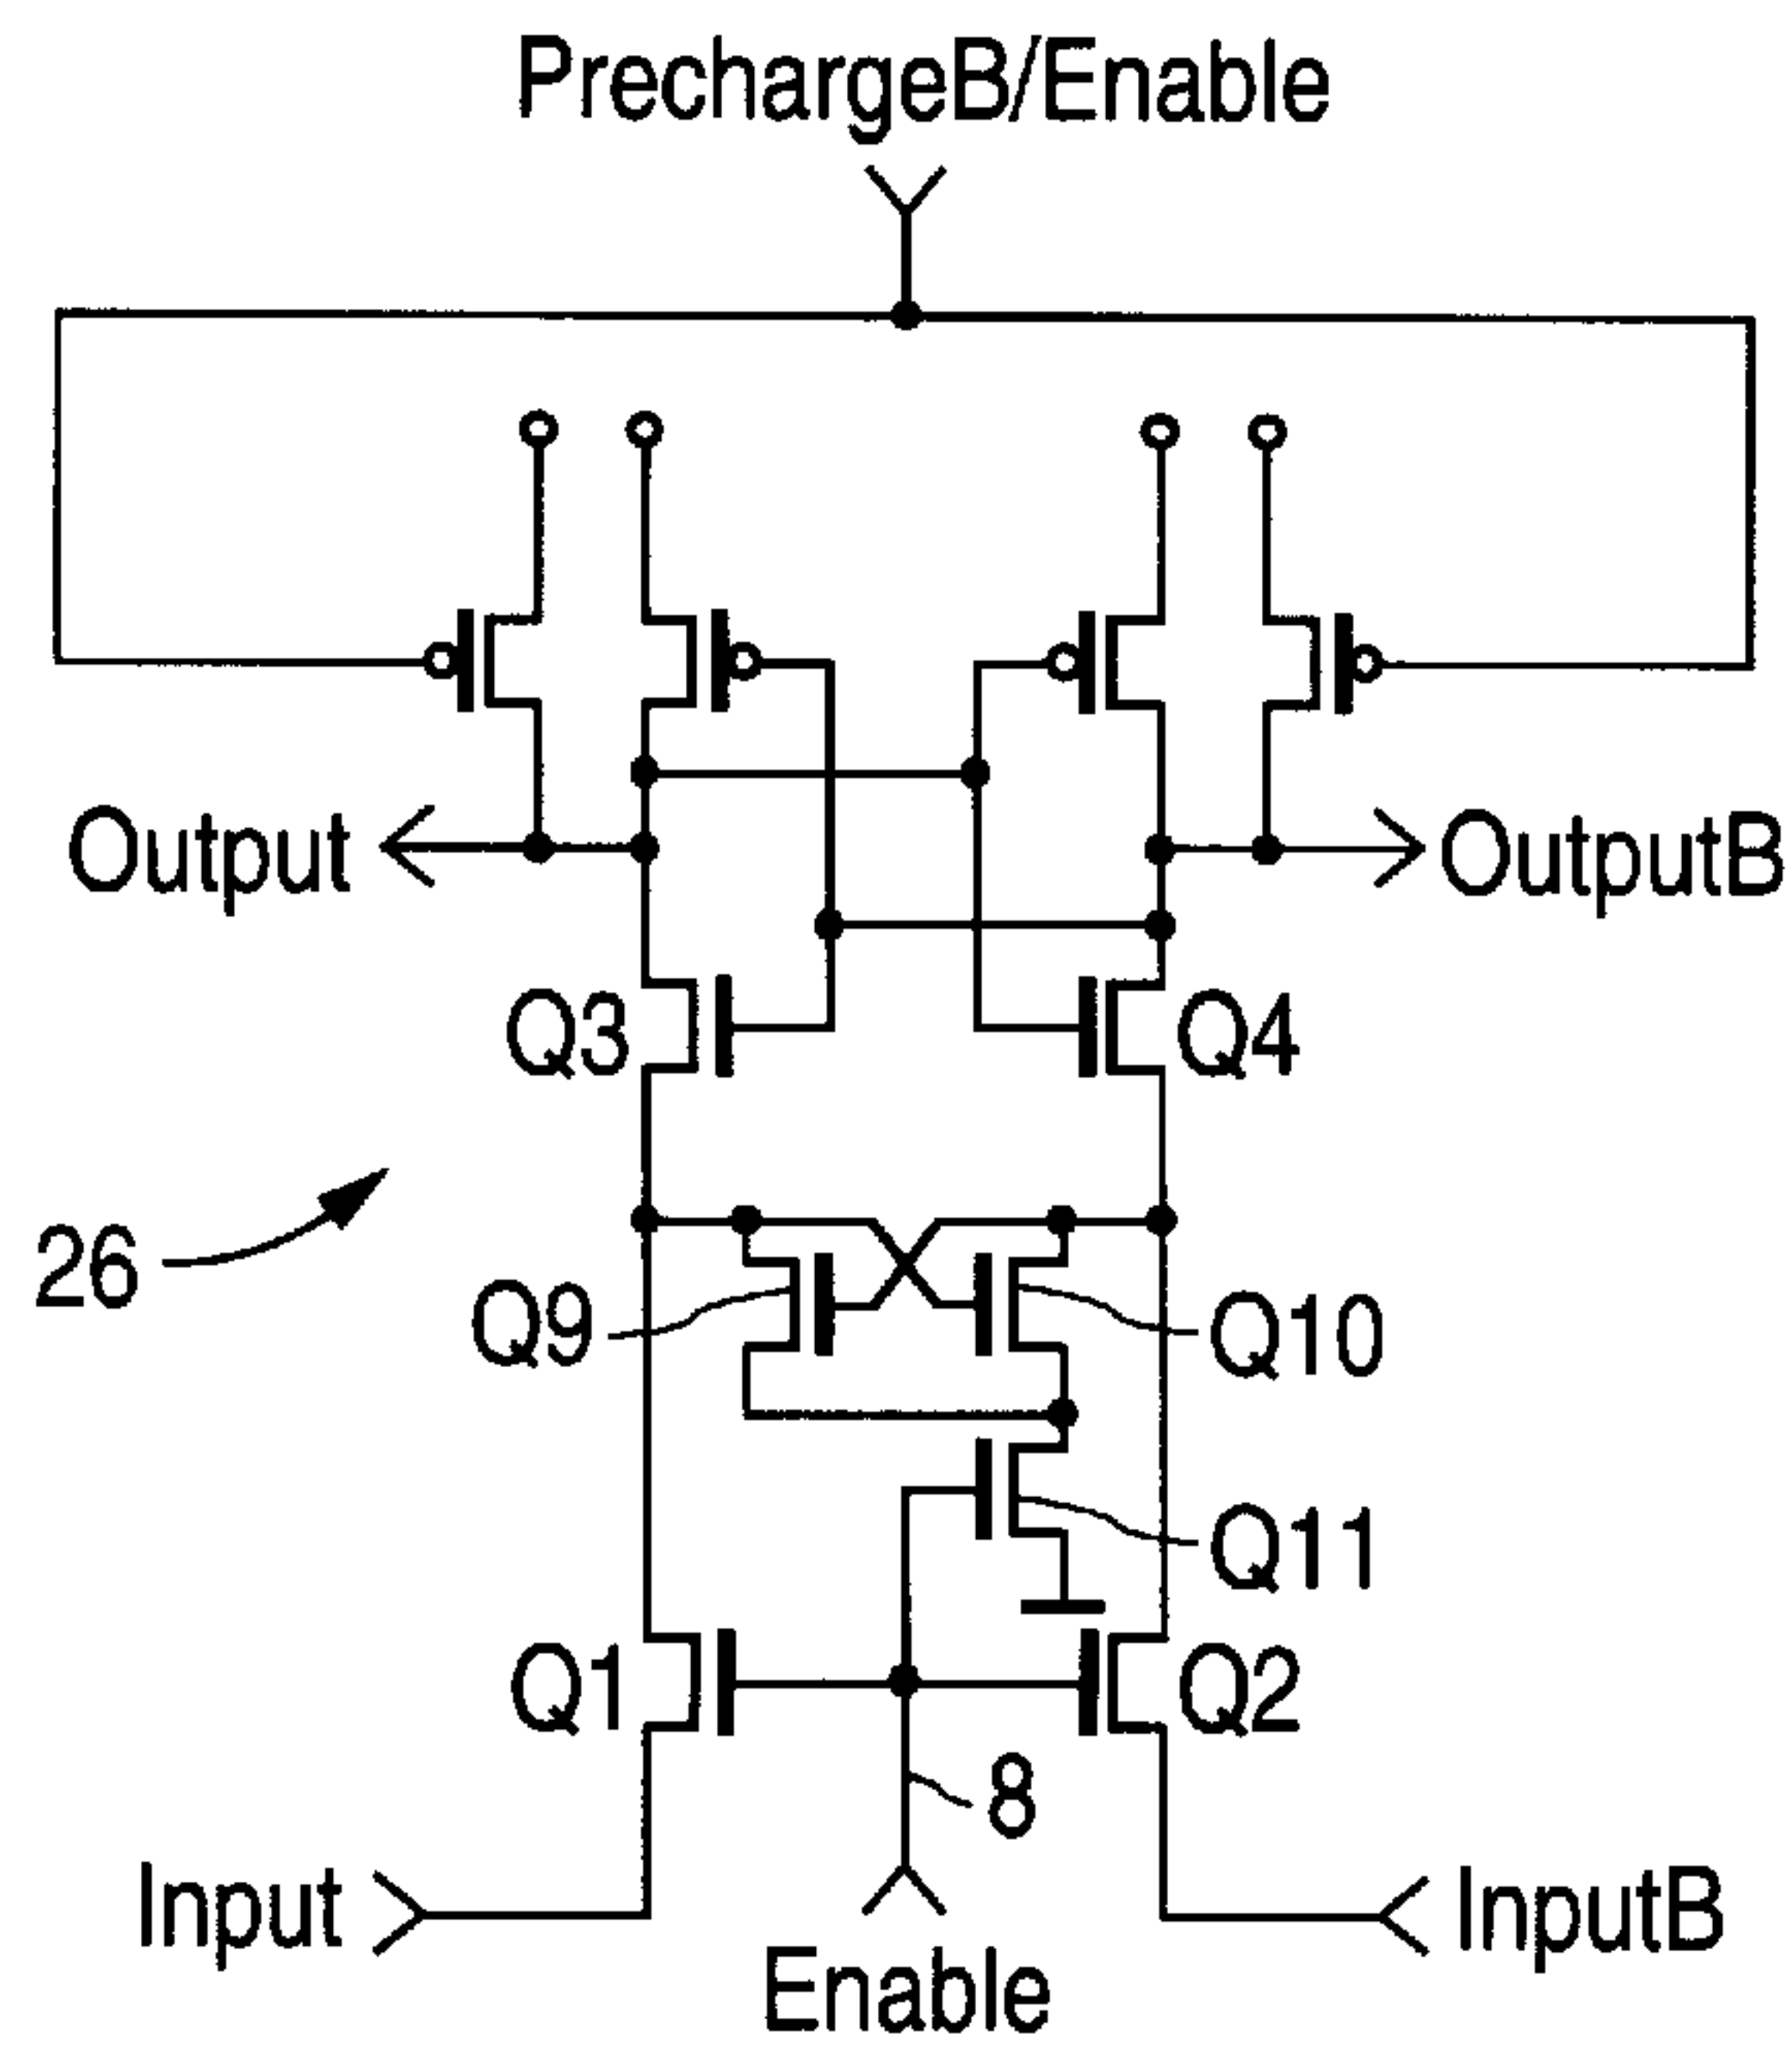 PrechargeB/Enable
Output
OutputB
Q3
Q4
26
Q9
Q10
Q11
Q1
Q2
8
Input
InputB
Enable